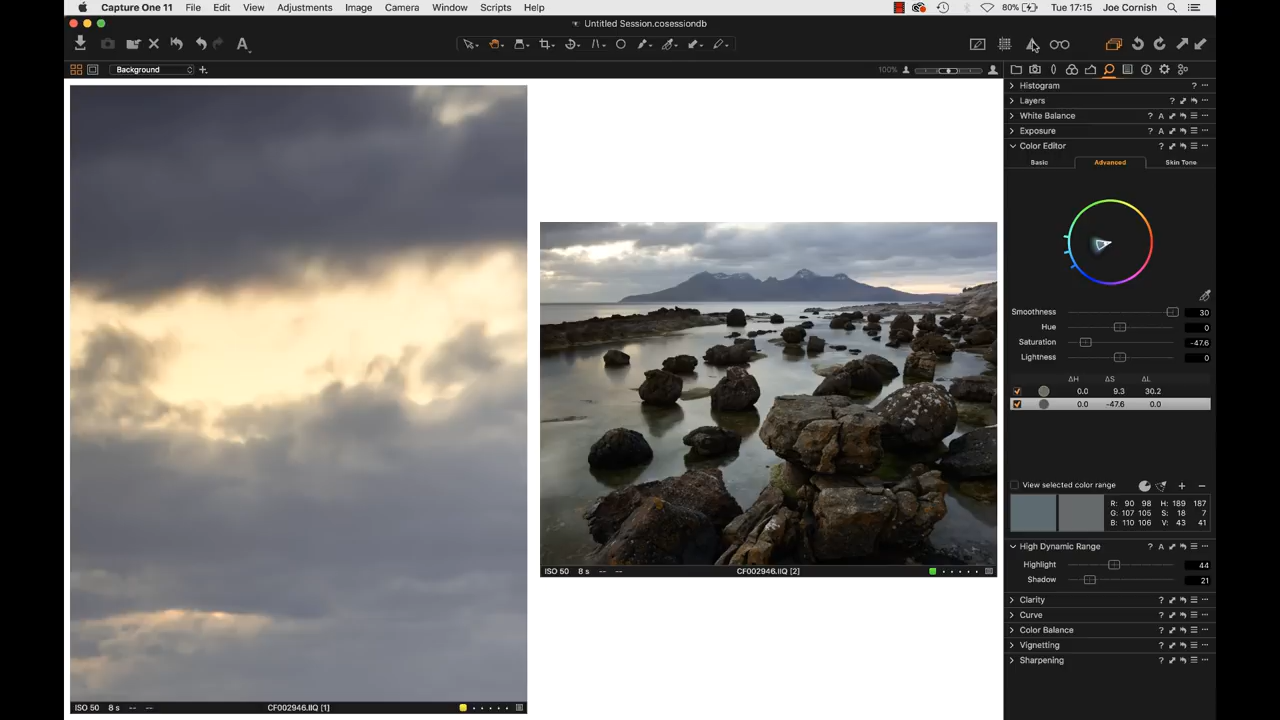 Capture One 11 File Edit View Adjustments Image Camera Window Scripts Help 80% Tue 17:15 Joe Cornish
Untitled Session.cosessiondb
A
Background + 100%
Histogram ?
Layers ?
White Balance ? A
Exposure ? A
Color Editor ?
Basic Advanced Skin Tone
Smoothness 30
Hue 0
Saturation -47.6
Lightness 0
ΔH ΔS ΔL
0.0 9.3 30.2
0.0 -47.6 0.0
View selected color range + −
R: 90 98 H: 189 187
G: 107 105 S: 18 7
B: 110 106 V: 43 41
High Dynamic Range ? A
Highlight 44
Shadow 21
Clarity ?
Curve ?
Color Balance ?
Vignetting ?
Sharpening ?
ISO 50 8 s -- -- CF002946.IIQ [2]
ISO 50 8 s -- -- CF002946.IIQ [1]